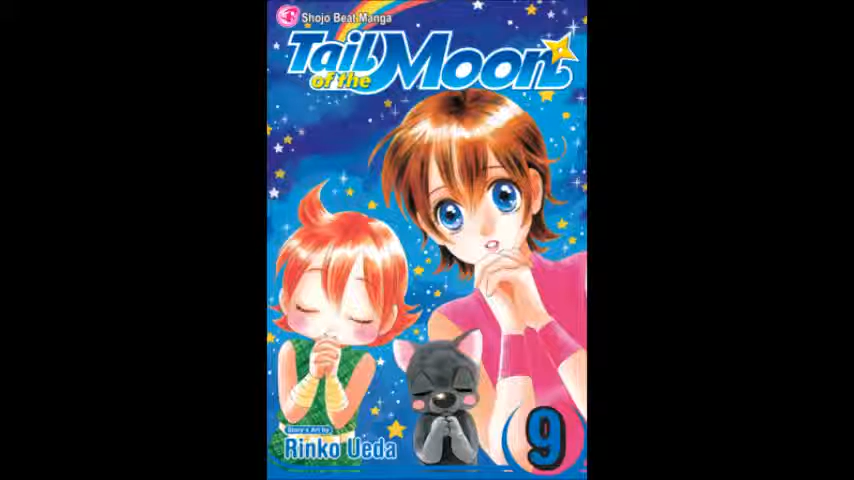 Shojo Beat Manga
Tail
of the
Moon
Story & Art by
Rinko Ueda
9